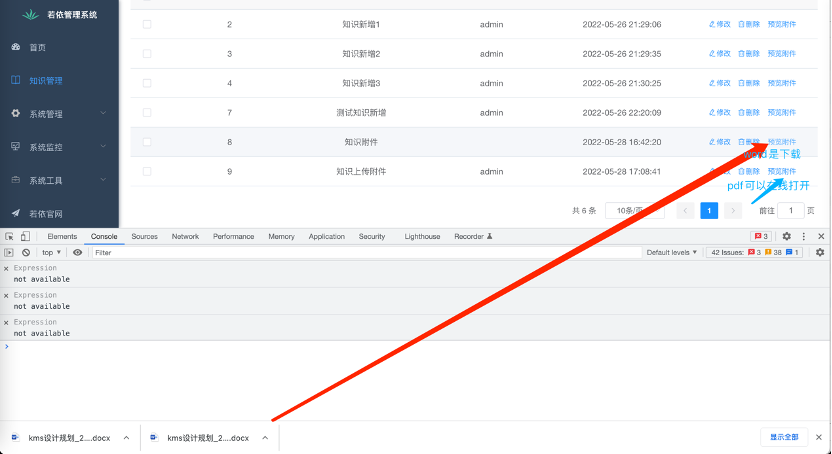 若依管理系统
首页
知识管理
系统管理
系统监控
系统工具
若依官网
2 知识新增1 admin 2022-05-26 21:29:06 修改 删除 预览附件
3 知识新增2 admin 2022-05-26 21:29:35 修改 删除 预览附件
4 知识新增3 admin 2022-05-26 21:30:25 修改 删除 预览附件
7 测试知识新增 admin 2022-05-26 22:20:09 修改 删除 预览附件
8 知识附件 2022-05-28 16:42:20 修改 删除 预览附件
word是下载
9 知识上传附件 2022-05-28 17:08:41 修改 删除 预览附件
pdf可以在线打开
共 6 条 10条/页 1 前往 1 页
Elements Console Sources Network Performance Memory Application Security Lighthouse Recorder 3
top Filter Default levels 42 Issues: 3 38 1
Expression
not available
Expression
not available
Expression
not available
kms设计规划_2....docx kms设计规划_2....docx 显示全部